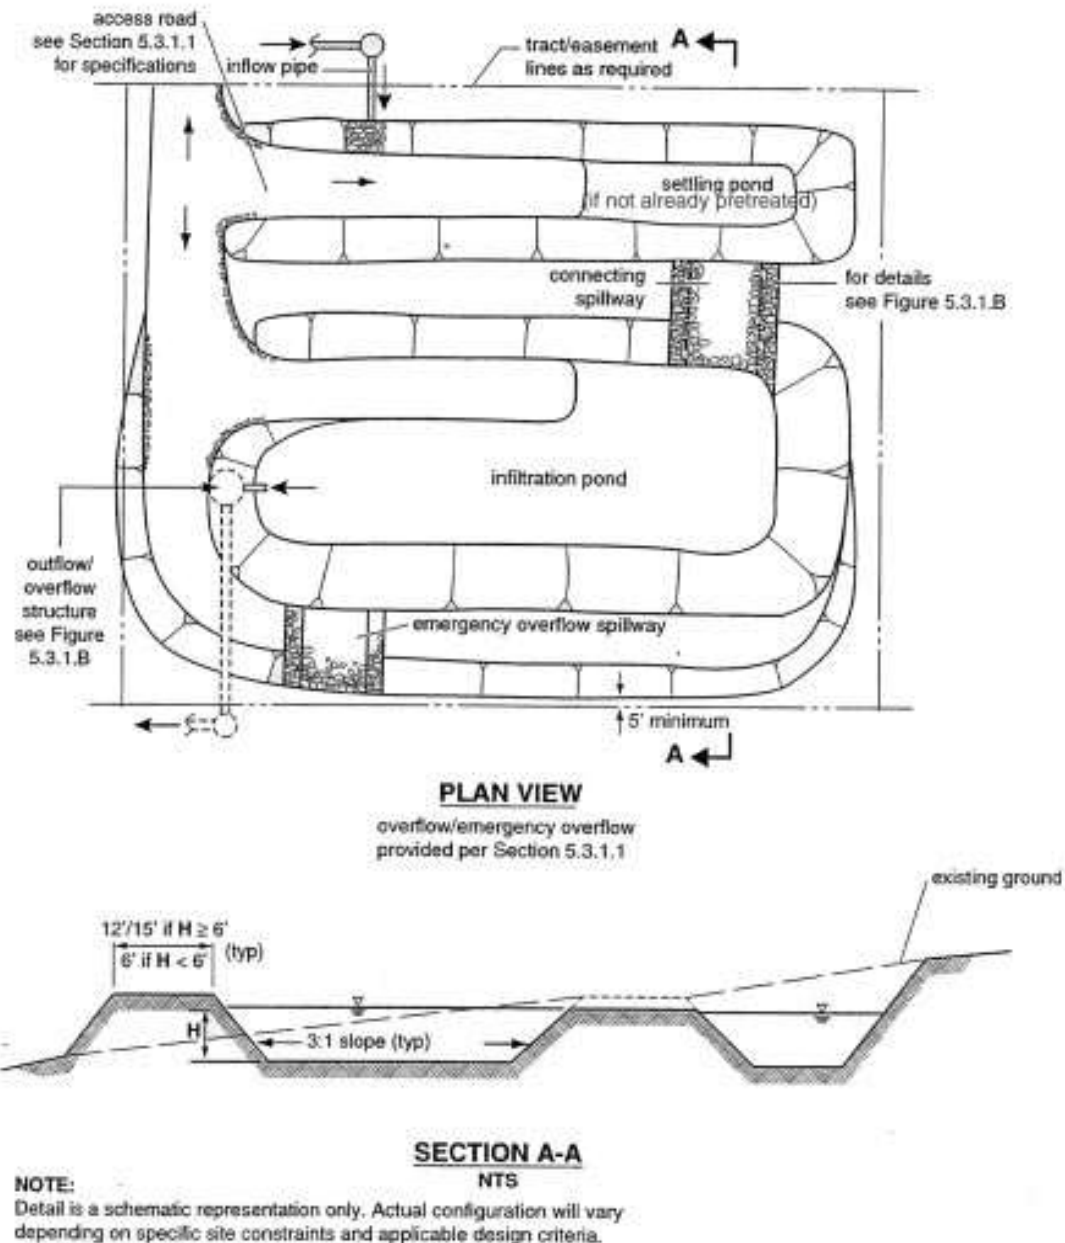 access road
see Section 5.3.1.1
for specifications
inflow pipe
tract/easement
lines as required
A
settling pond
(if not already pretreated)
connecting
spillway
for details
see Figure 5.3.1.B
infiltration pond
outflow/
overflow
structure
see Figure
5.3.1.B
emergency overflow spillway
5' minimum
A
PLAN VIEW
overflow/emergency overflow
provided per Section 5.3.1.1
existing ground
12'/15' if H ≥ 6'
(typ)
6' if H < 6'
H
3:1 slope (typ)
SECTION A-A
NTS
NOTE:
Detail is a schematic representation only. Actual configuration will vary
depending on specific site constraints and applicable design criteria.